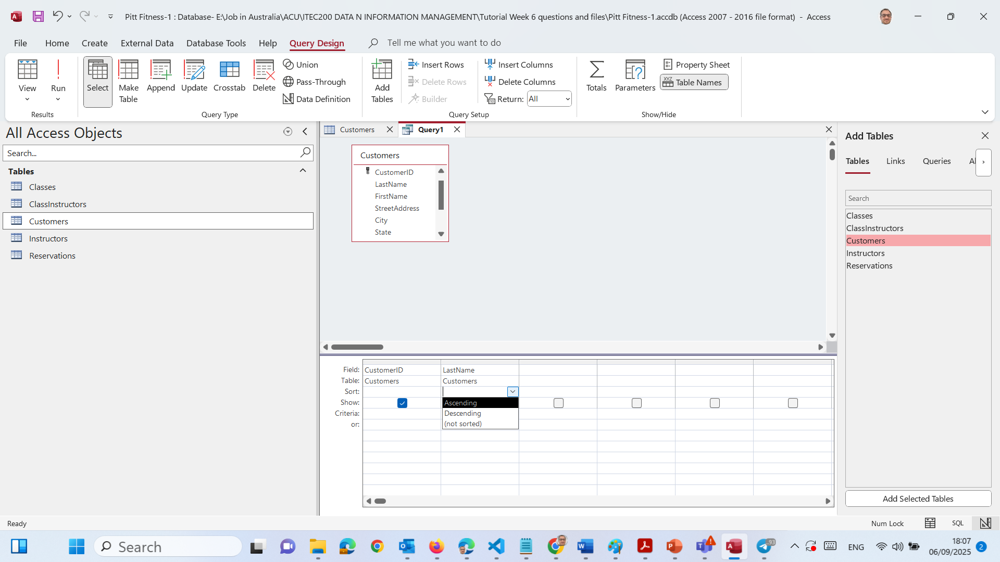 Pitt Fitness-1 : Database- E:\Job in Australia\ACU\ITEC200 DATA N INFORMATION MANAGEMENT\Tutorial Week 6 questions and files\Pitt Fitness-1.accdb (Access 2007 - 2016 file format) - Access
File Home Create External Data Database Tools Help Query Design Tell me what you want to do
View Run
Results
Select Make Table Append Update Crosstab Delete
Union
Pass-Through
Data Definition
Query Type
Add Tables
Insert Rows
Delete Rows
Builder
Insert Columns
Delete Columns
Return: All
Query Setup
Totals Parameters
Property Sheet
Table Names
Show/Hide
All Access Objects
Search...
Tables
Classes
ClassInstructors
Customers
Instructors
Reservations
Customers Query1
Customers
CustomerID
LastName
FirstName
StreetAddress
City
State
Field: CustomerID LastName
Table: Customers Customers
Sort:
Show: Ascending
Criteria: Descending
or: (not sorted)
Add Tables
Tables Links Queries Al
Search
Classes
ClassInstructors
Customers
Instructors
Reservations
Add Selected Tables
Ready Num Lock SQL
Search 93 ENG 18:07
06/09/2025 2